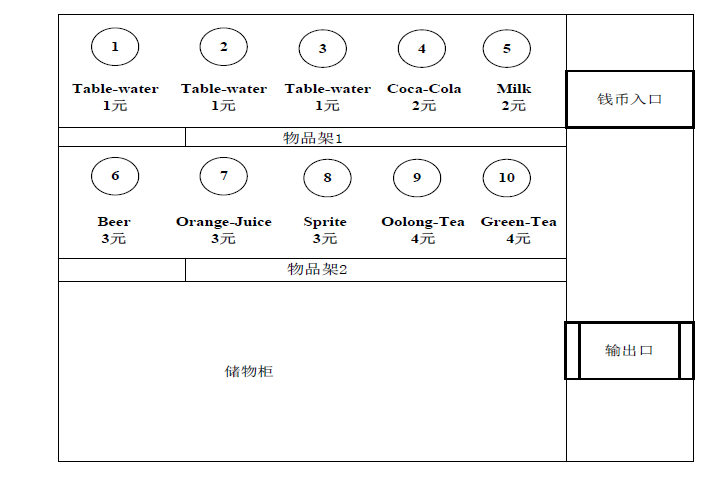 1 2 3 4 5
Table-water Table-water Table-water Coca-Cola Milk
1元 1元 1元 2元 2元
钱币入口
物品架1
6 7 8 9 10
Beer Orange-Juice Sprite Oolong-Tea Green-Tea
3元 3元 3元 4元 4元
物品架2
输出口
储物柜